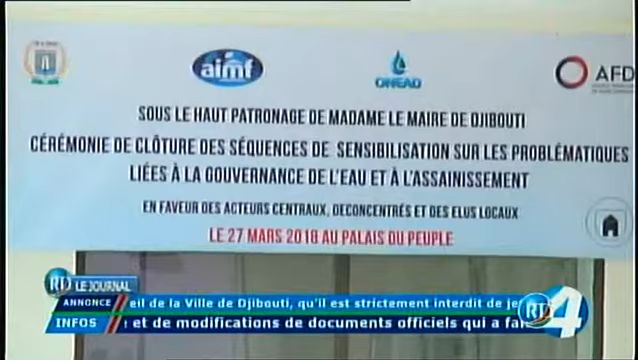 aimf
ONEAD
AFD
SOUS LE HAUT PATRONAGE DE MADAME LE MAIRE DE DJIBOUTI
CÉRÉMONIE DE CLÔTURE DES SÉQUENCES DE SENSIBILISATION SUR LES PROBLÉMATIQUES
LIÉES À LA GOUVERNANCE DE L'EAU ET À L'ASSAINISSEMENT
EN FAVEUR DES ACTEURS CENTRAUX, DECONCENTRÉS ET DES ELUS LOCAUX
LE 27 MARS 2018 AU PALAIS DU PEUPLE
RTD LE JOURNAL
ANNONCE eil de la Ville de Djibouti, qu'il est strictement interdit de je
INFOS et de modifications de documents officiels qui a fai
RTD 4